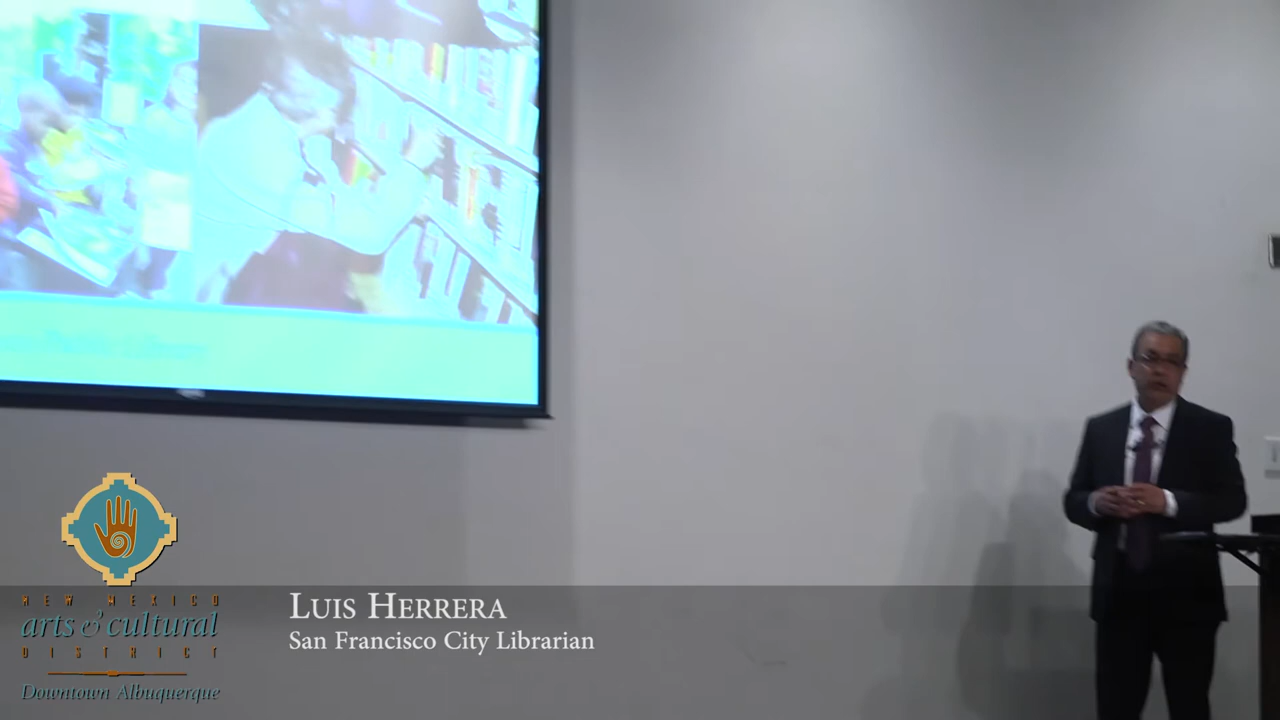 LUIS HERRERA
San Francisco City Librarian
NEW MEXICO
arts & cultural
DISTRICT
Downtown Albuquerque